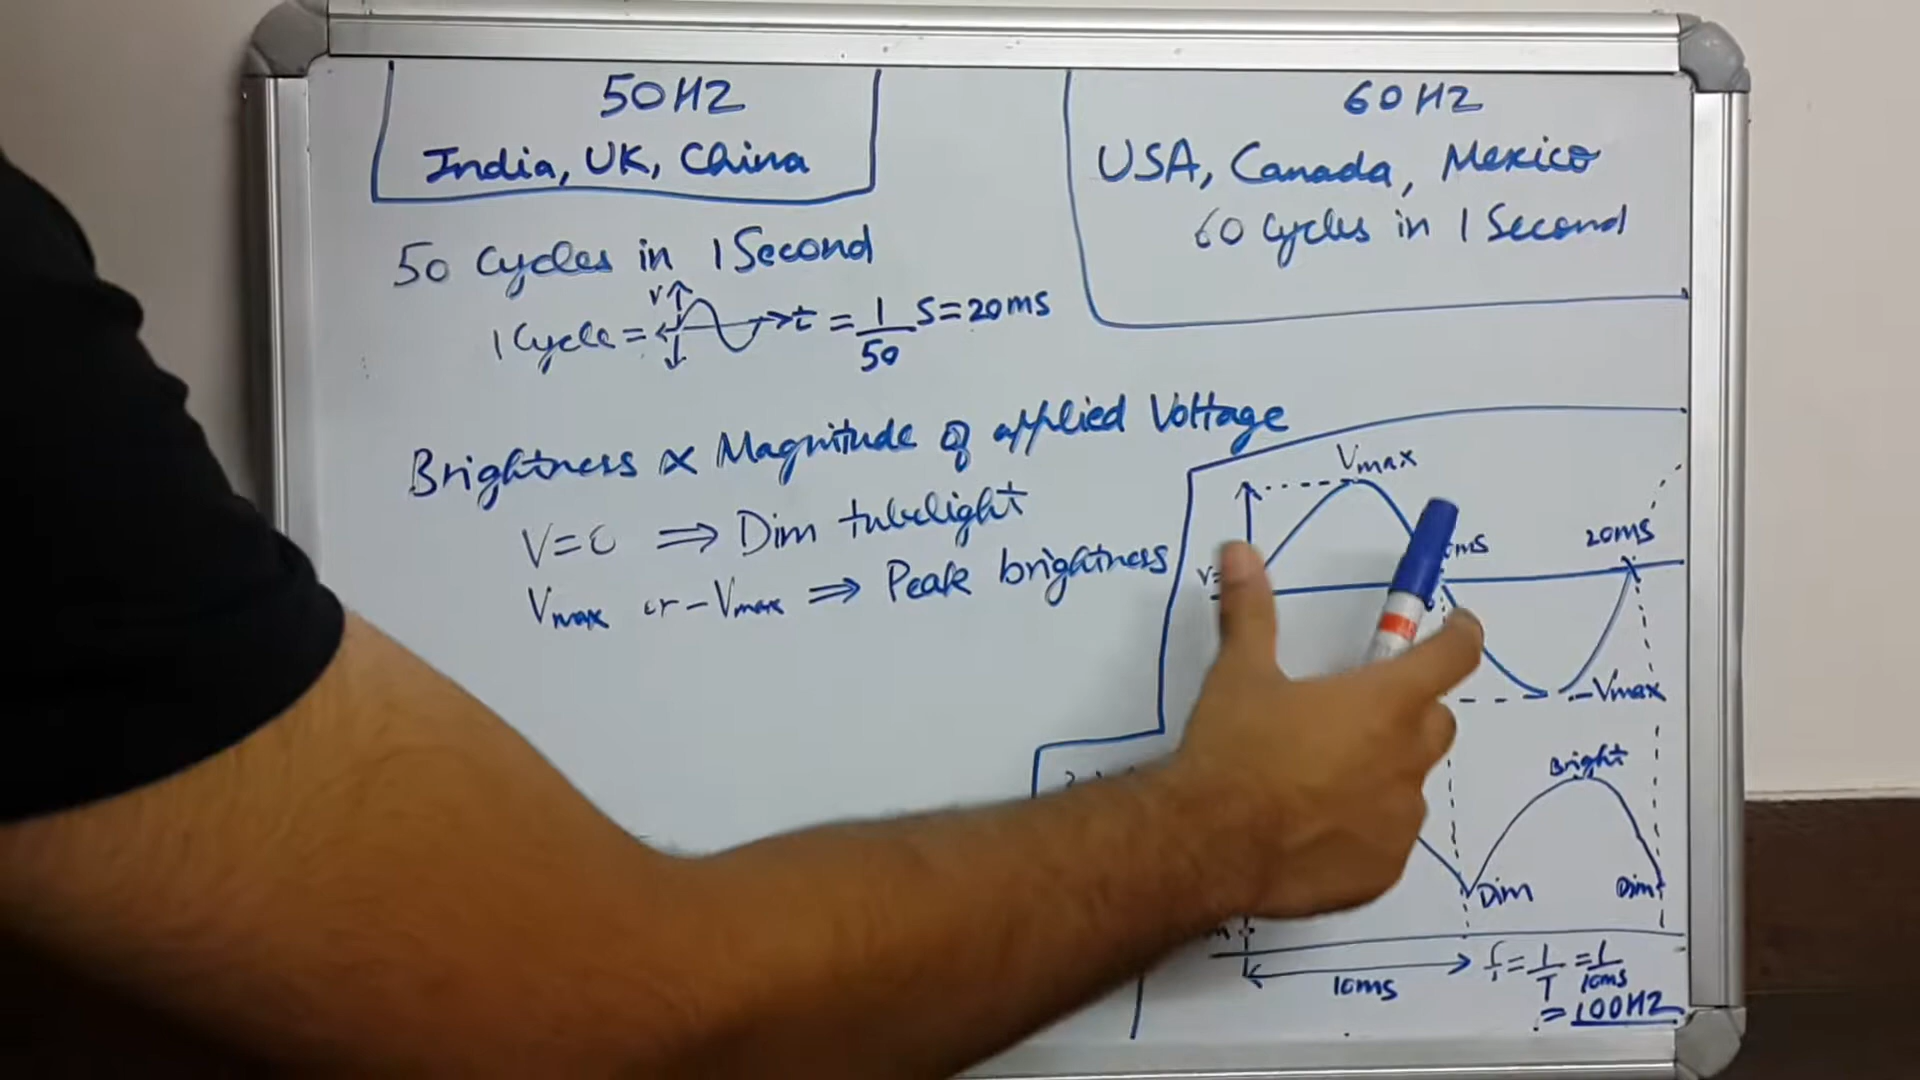 50HZ
India, UK, China
50 Cycles in 1 Second
1 Cycle = V t = 1/50 S = 20ms
Brightness ∝ Magnitude of applied Voltage
V=0 ⇒ Dim tubelight
Vmax or -Vmax ⇒ Peak brightness
60HZ
USA, Canada, Mexico
60 Cycles in 1 Second
Vmax
20ms
-Vmax
Bright
Dim
Dim
10ms
f = 1/T = 1/10ms
= 100HZ